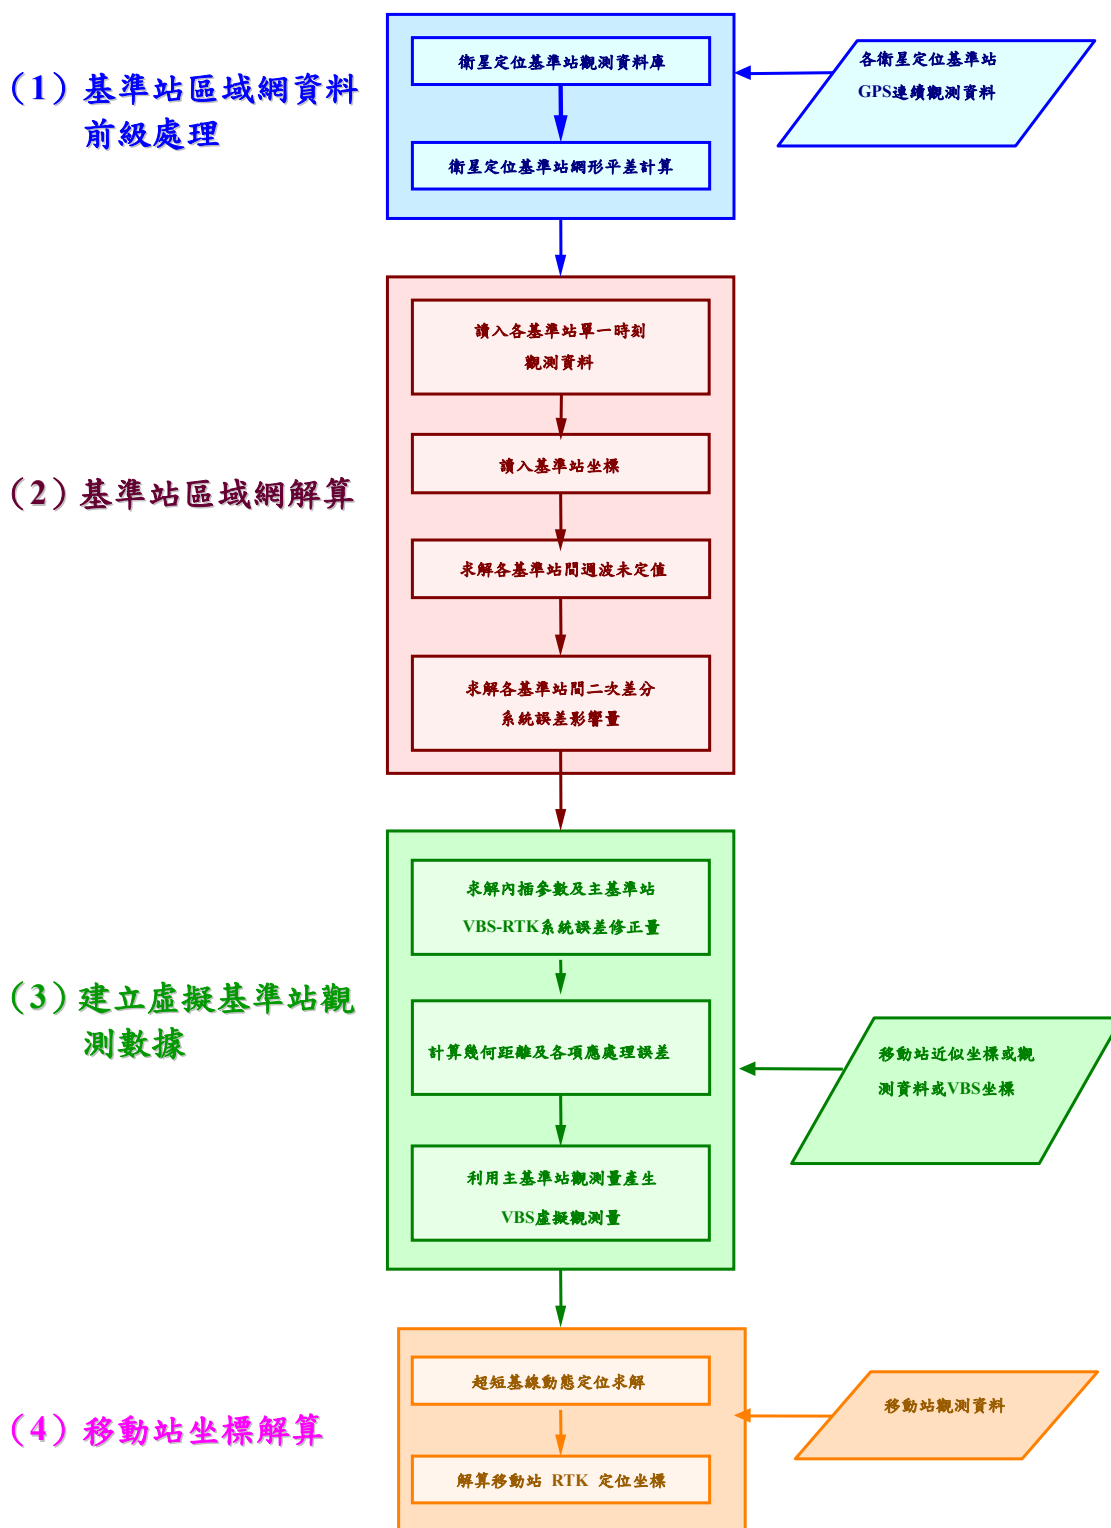 （1）基準站區域網資料
前級處理
衛星定位基準站觀測資料庫
衛星定位基準站網形平差計算
各衛星定位基準站
GPS連續觀測資料
（2）基準站區域網解算
讀入各基準站單一時刻
觀測資料
讀入基準站坐標
求解各基準站間週波未定值
求解各基準站間二次差分
系統誤差影響量
（3）建立虛擬基準站觀
測數據
求解內插參數及主基準站
VBS-RTK系統誤差修正量
計算幾何距離及各項應處理誤差
利用主基準站觀測量產生
VBS虛擬觀測量
移動站近似坐標或觀
測資料或VBS坐標
（4）移動站坐標解算
超短基線動態定位求解
解算移動站 RTK 定位坐標
移動站觀測資料